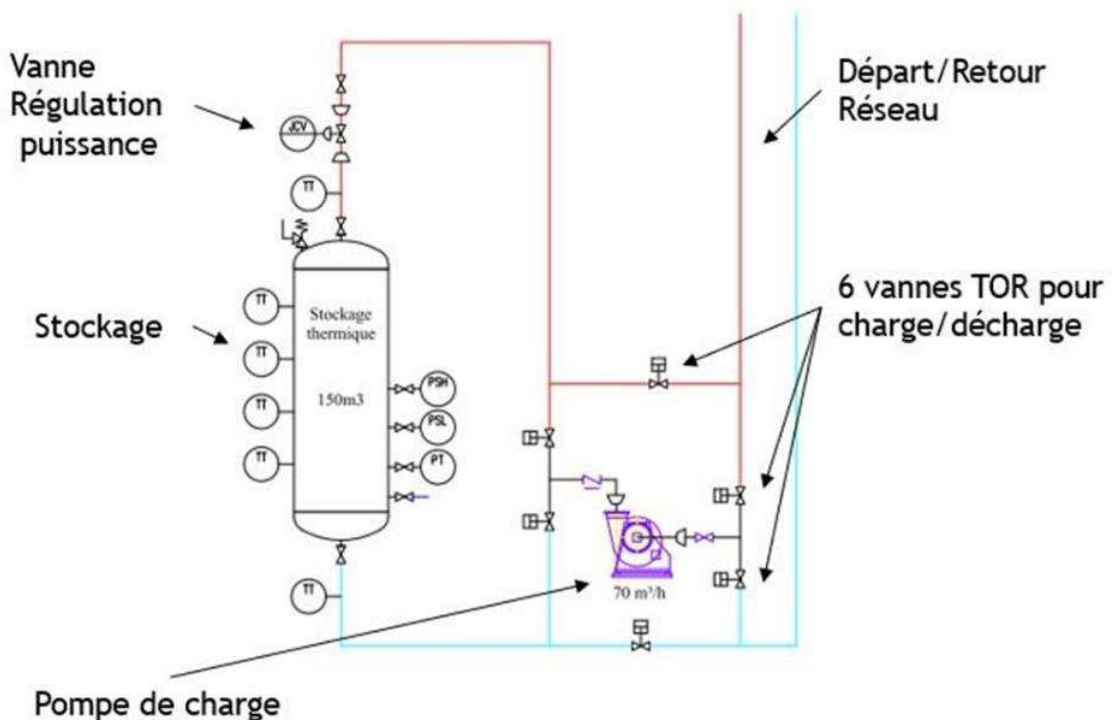 Vanne
Régulation
puissance
Départ/Retour
Réseau
JCV
TT
Stockage
TT
TT
TT
TT
Stockage
thermique
150m3
PSH
PSL
PT
6 vannes TOR pour
charge/décharge
70 m³/h
TT
Pompe de charge